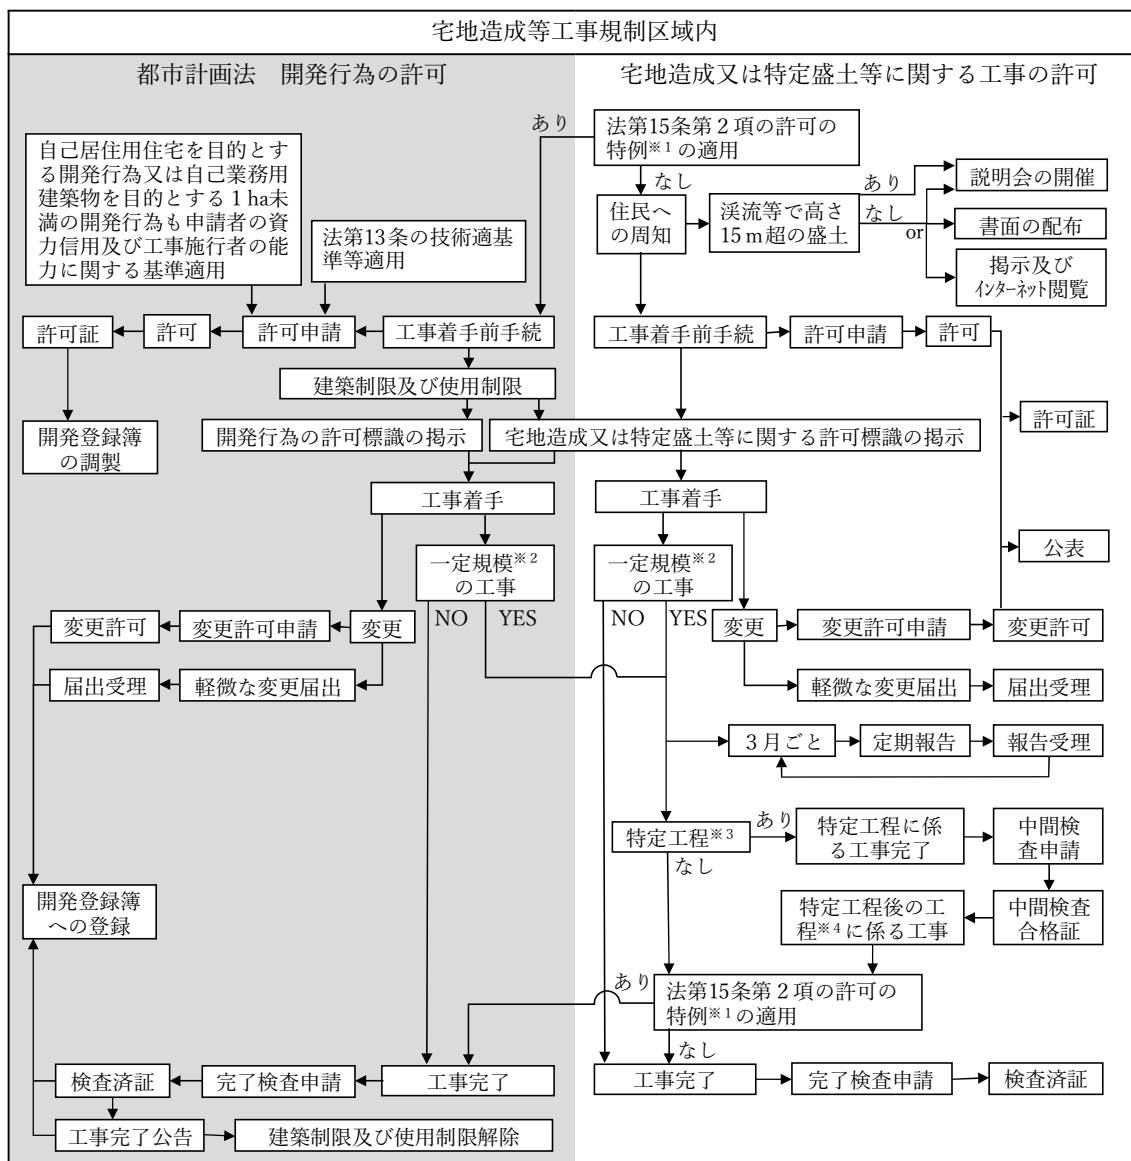 宅地造成等工事規制区域内
都市計画法　開発行為の許可
宅地造成又は特定盛土等に関する工事の許可
あり
法第15条第２項の許可の
特例※１の適用
自己居住用住宅を目的とす
る開発行為又は自己業務用
建築物を目的とする１ha未
満の開発行為も申請者の資
力信用及び工事施行者の能
力に関する基準適用
法第13条の技術適基
準等適用
なし
住民へ
の周知
渓流等で高さ
15ｍ超の盛土
あり
なし
or
説明会の開催
書面の配布
掲示及び
インターネット閲覧
許可証
許可
許可申請
工事着手前手続
工事着手前手続
許可申請
許可
建築制限及び使用制限
開発登録簿
の調製
開発行為の許可標識の掲示
宅地造成又は特定盛土等に関する許可標識の掲示
許可証
工事着手
工事着手
一定規模※２
の工事
一定規模※２
の工事
公表
NO
YES
NO
YES
変更許可
変更許可申請
変更
変更
変更許可申請
変更許可
届出受理
軽微な変更届出
軽微な変更届出
届出受理
３月ごと
定期報告
報告受理
特定工程※３
あり
なし
特定工程に係
る工事完了
中間検
査申請
開発登録簿
への登録
特定工程後の工
程※４に係る工事
中間検査
合格証
あり
法第15条第２項の許可の
特例※１の適用
なし
検査済証
完了検査申請
工事完了
工事完了
完了検査申請
検査済証
工事完了公告
建築制限及び使用制限解除